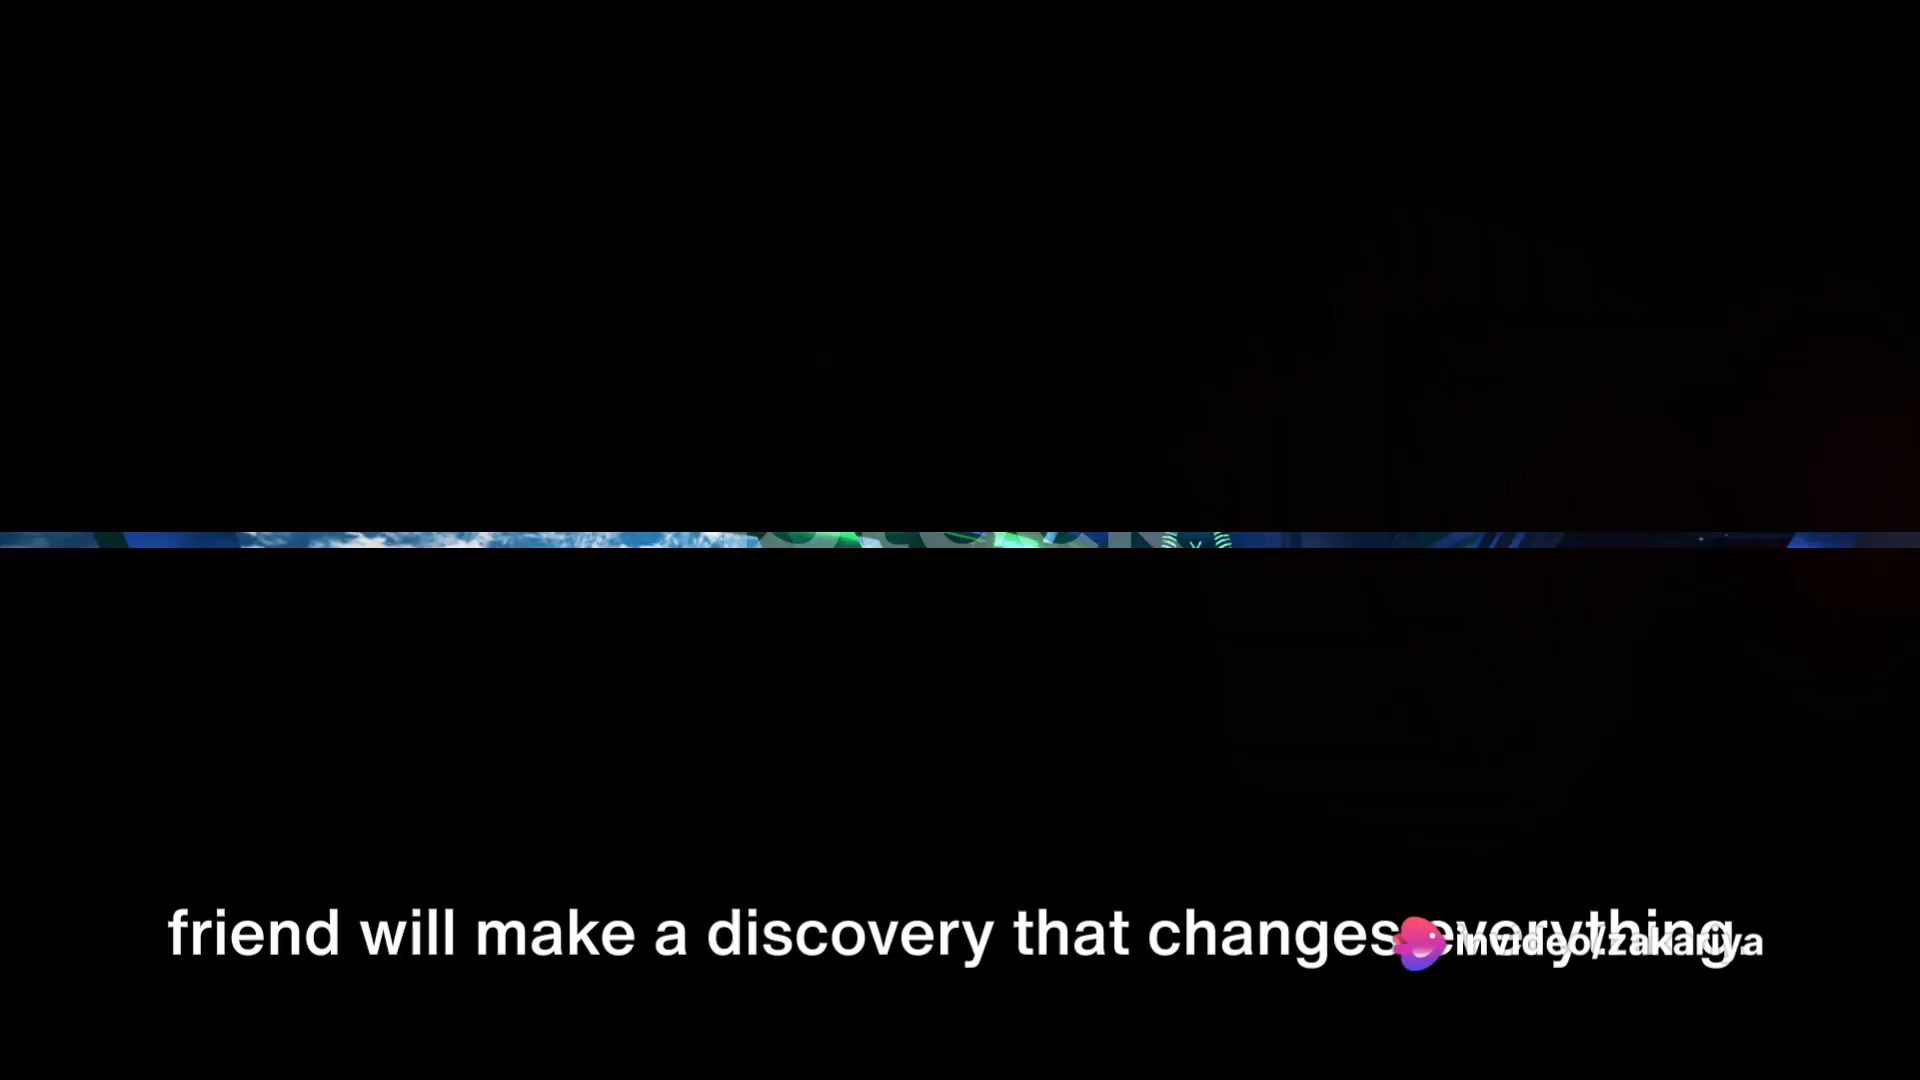 friend will make a discovery that changes everything.
invideo/zakariya